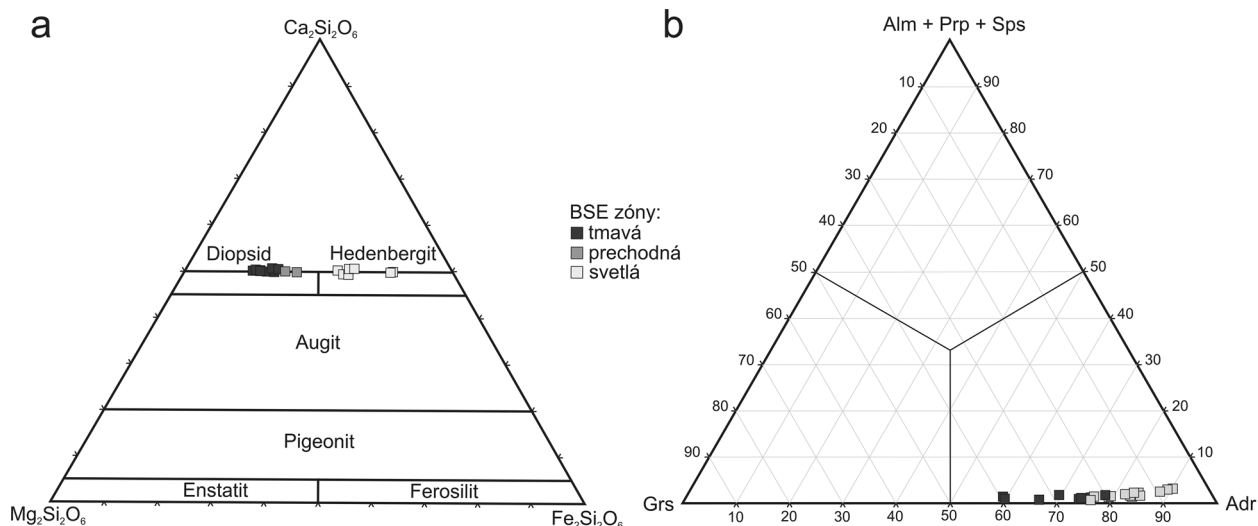 a
Ca2Si2O6
Diopsid
Hedenbergit
Augit
Pigeonit
Enstatit
Ferosilit
Mg2Si2O6
Fe2Si2O6
BSE zóny:
tmavá
prechodná
svetlá
b
Alm + Prp + Sps
10 90
20 80
30 70
40 60
50 50
60 40
70 30
80 20
90 10
Grs Adr
10 20 30 40 50 60 70 80 90